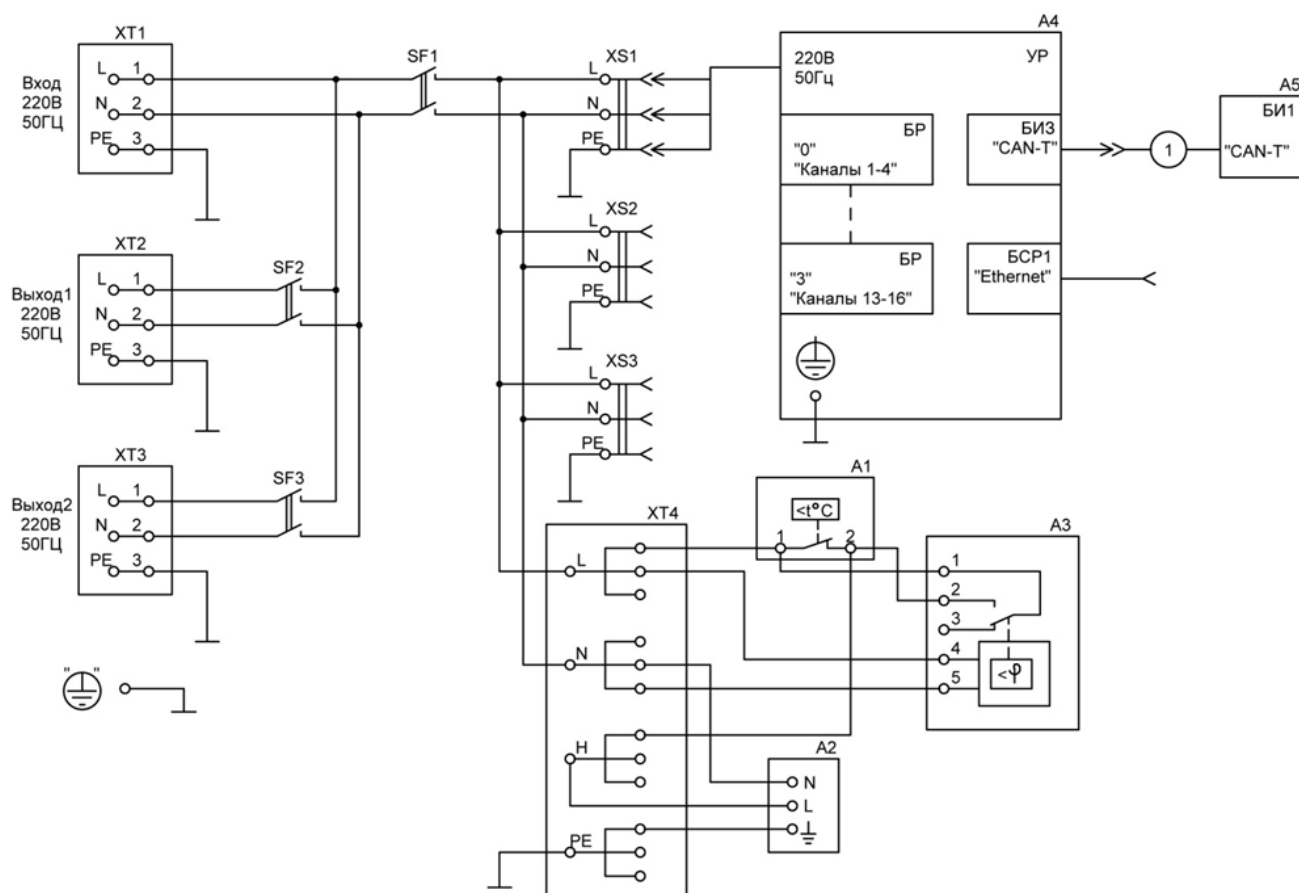 XT1
Вход
220В
50ГЦ
L 1
N 2
PE 3
SF1
XS1
L
N
PE
A4
220В
50Гц
УР
БР
"0"
"Каналы 1-4"
БИ3
"CAN-T"
1
A5
БИ1
"CAN-T"
XT2
Выход1
220В
50ГЦ
L 1
N 2
PE 3
SF2
XS2
L
N
PE
БР
"3"
"Каналы 13-16"
БСР1
"Ethernet"
XT3
Выход2
220В
50ГЦ
L 1
N 2
PE 3
SF3
XS3
L
N
PE
" "
XT4
L
N
H
PE
A1
<t°C
1 2
A3
1
2
3
4
5
<φ
A2
N
L